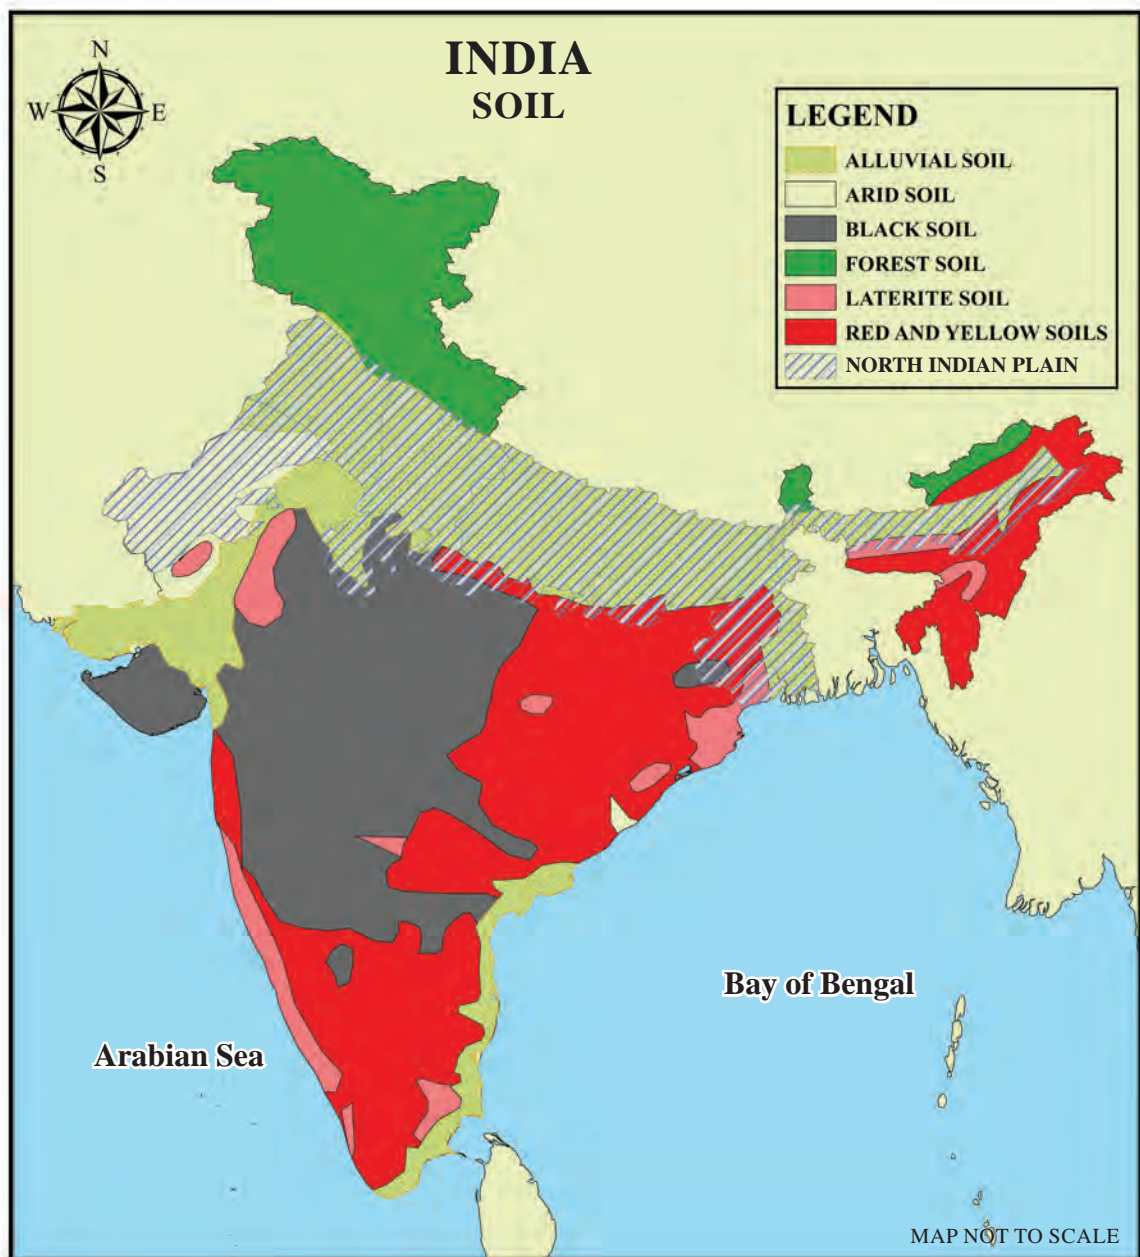 INDIA
SOIL
N
W E
S
LEGEND
ALLUVIAL SOIL
ARID SOIL
BLACK SOIL
FOREST SOIL
LATERITE SOIL
RED AND YELLOW SOILS
NORTH INDIAN PLAIN
Bay of Bengal
Arabian Sea
MAP NOT TO SCALE